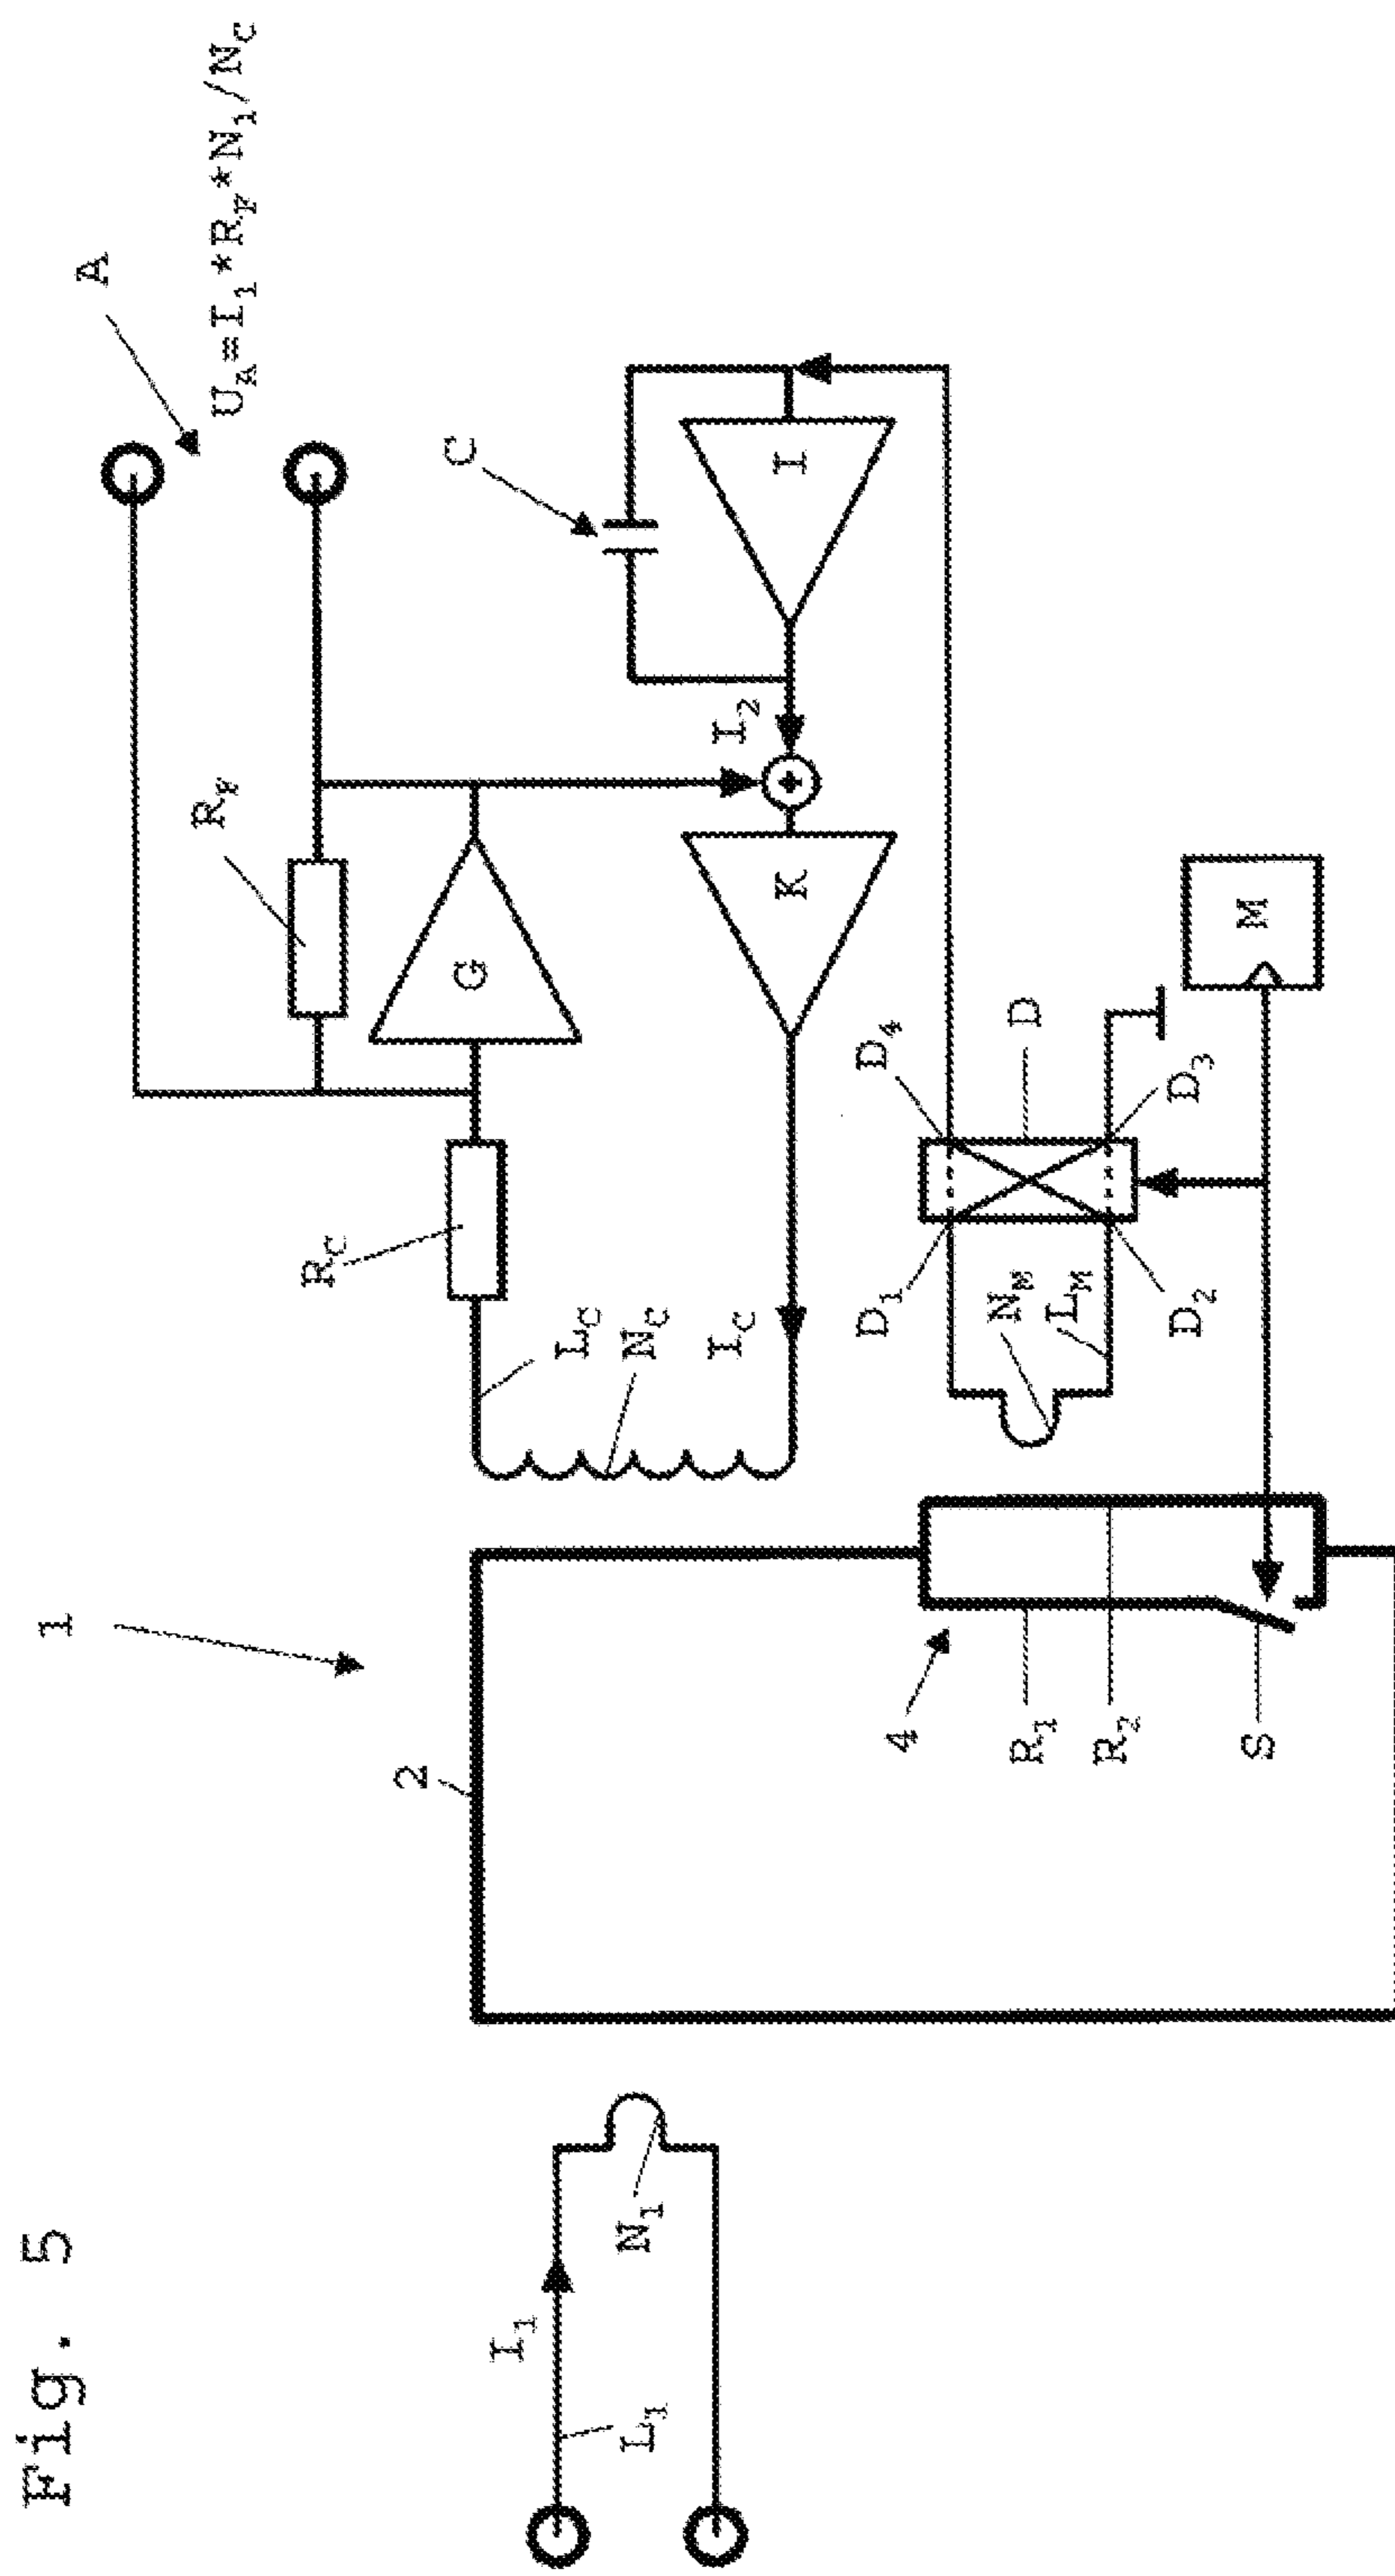 Fig. 5
1
A
U_A=I_1*R_F*N_1/N_C
R_F
R_C
G
C
L_C
N_C
I_C
I_2
I
K
2
I_1
L_1
N_1
4
R_1
R_2
S
D_1
D_4
N_M
L_M
D
D_2
D_3
M